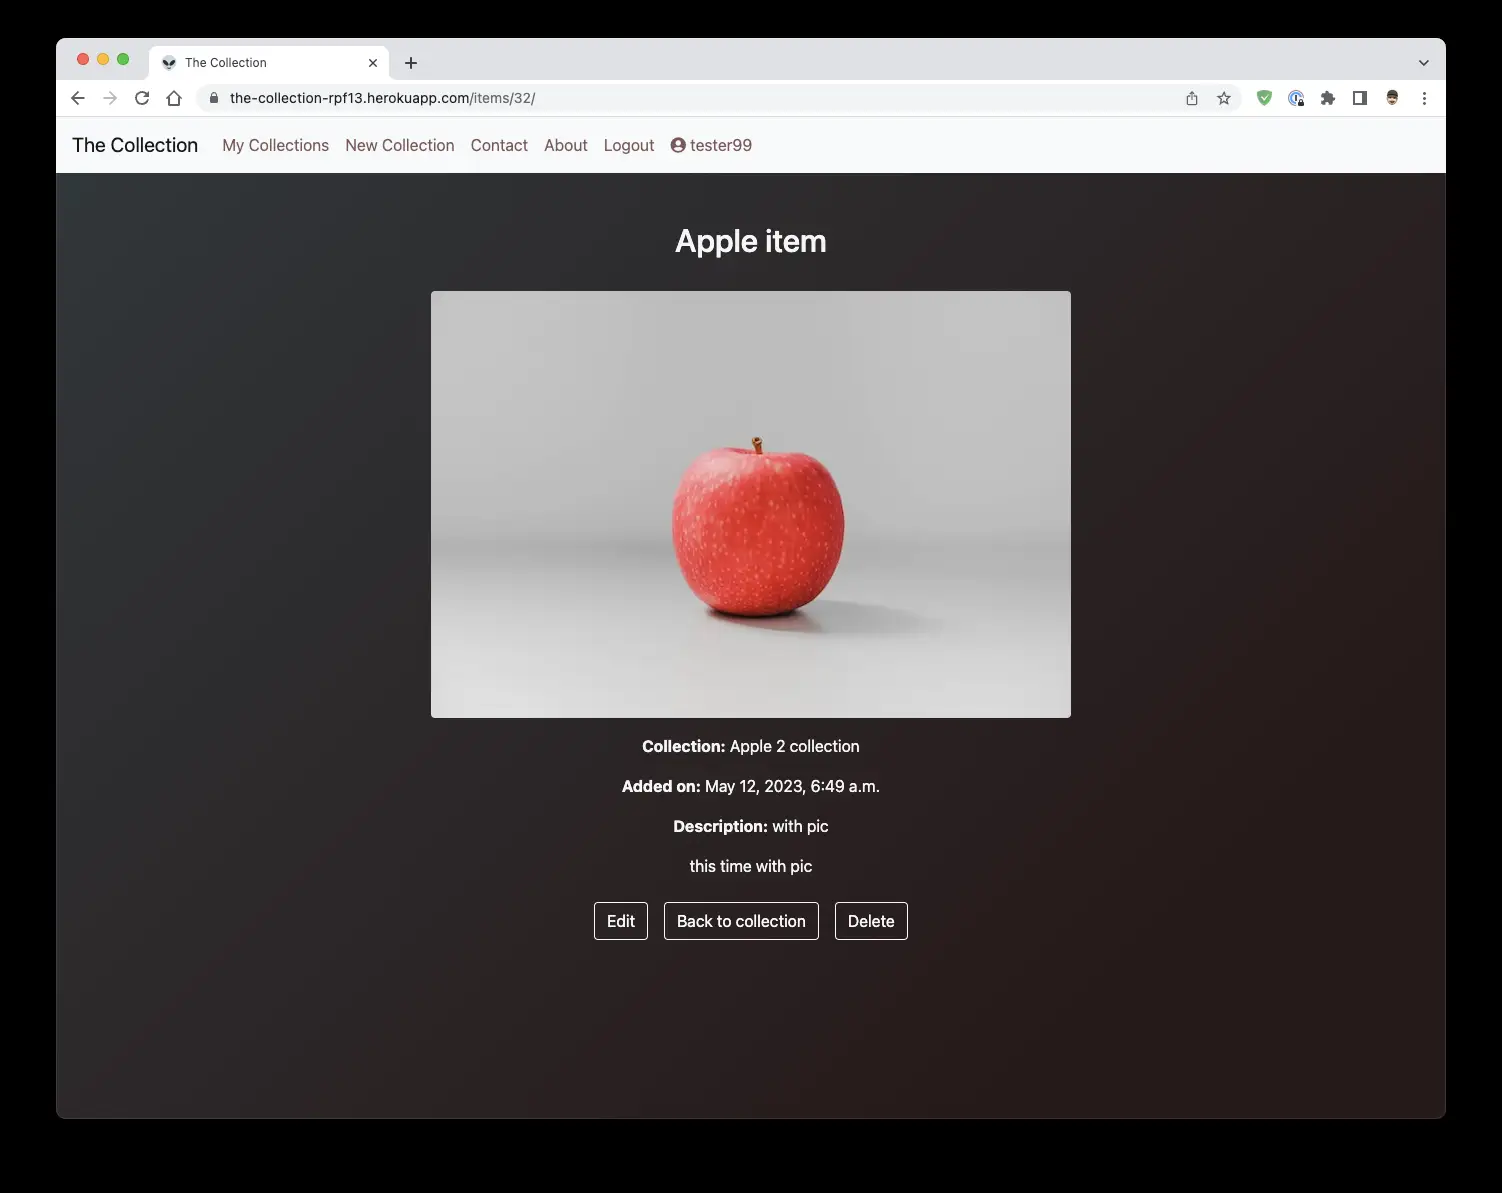 The Collection
the-collection-rpf13.herokuapp.com/items/32/
The Collection My Collections New Collection Contact About Logout tester99
Apple item
Collection: Apple 2 collection
Added on: May 12, 2023, 6:49 a.m.
Description: with pic
this time with pic
Edit Back to collection Delete